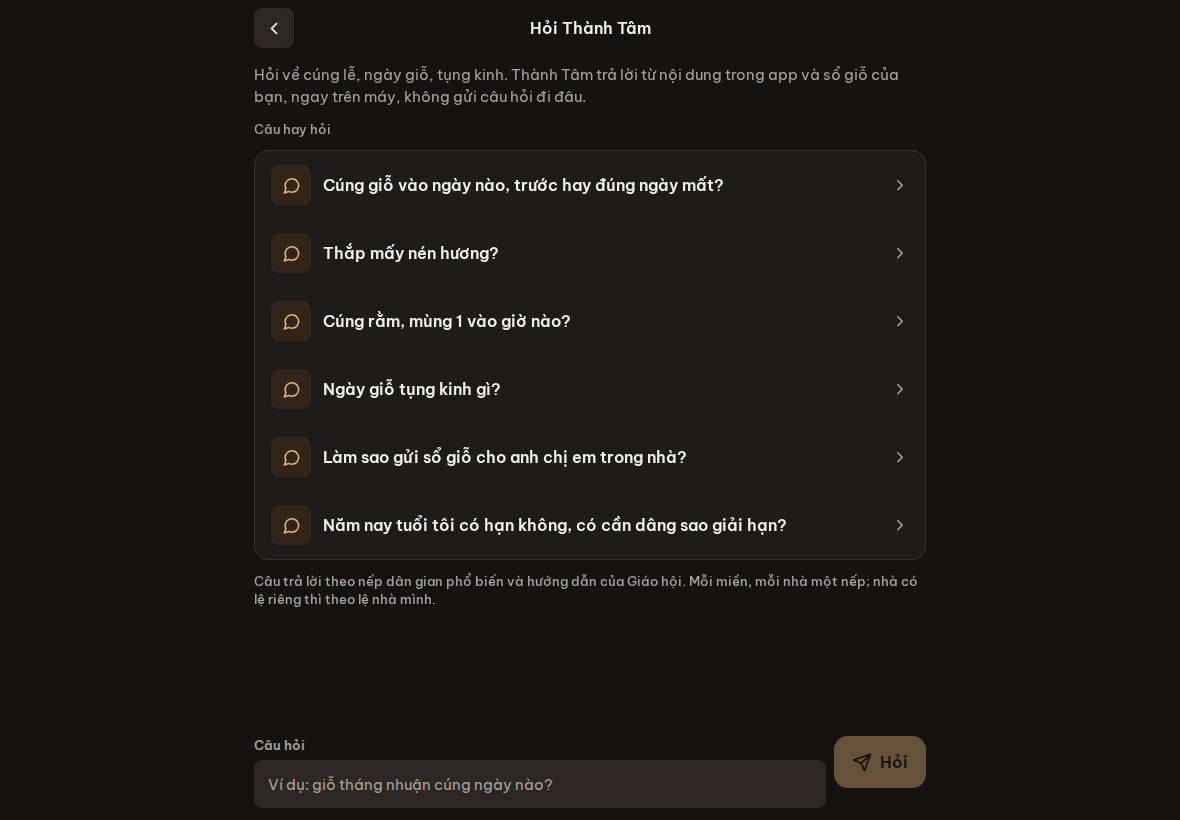 Hỏi Thành Tâm
Hỏi về cúng lễ, ngày giỗ, tụng kinh. Thành Tâm trả lời từ nội dung trong app và sổ giỗ của
bạn, ngay trên máy, không gửi câu hỏi đi đâu.
Câu hay hỏi
Cúng giỗ vào ngày nào, trước hay đúng ngày mất?
Thắp mấy nén hương?
Cúng rằm, mùng 1 vào giờ nào?
Ngày giỗ tụng kinh gì?
Làm sao gửi sổ giỗ cho anh chị em trong nhà?
Năm nay tuổi tôi có hạn không, có cần dâng sao giải hạn?
Câu trả lời theo nếp dân gian phổ biến và hướng dẫn của Giáo hội. Mỗi miền, mỗi nhà một nếp; nhà có
lệ riêng thì theo lệ nhà mình.
Câu hỏi
Ví dụ: giỗ tháng nhuận cúng ngày nào?
Hỏi